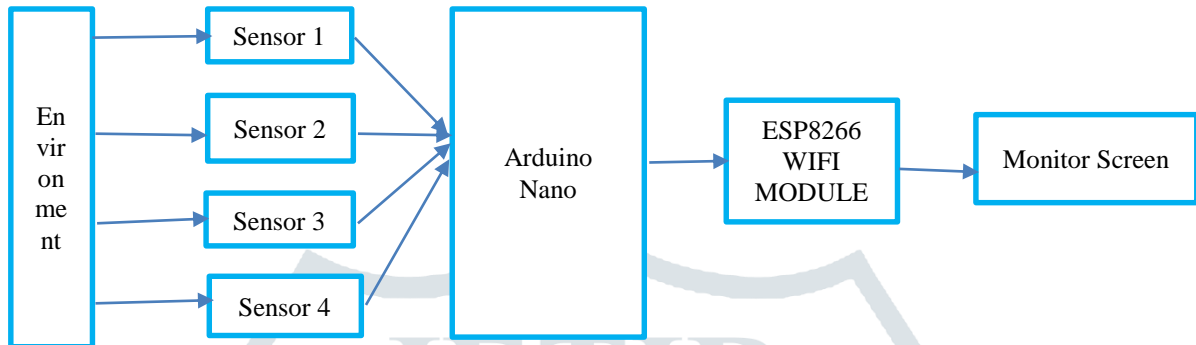 En
vir
on
me
nt
Sensor 1
Sensor 2
Sensor 3
Sensor 4
Arduino
Nano
ESP8266
WIFI
MODULE
Monitor Screen